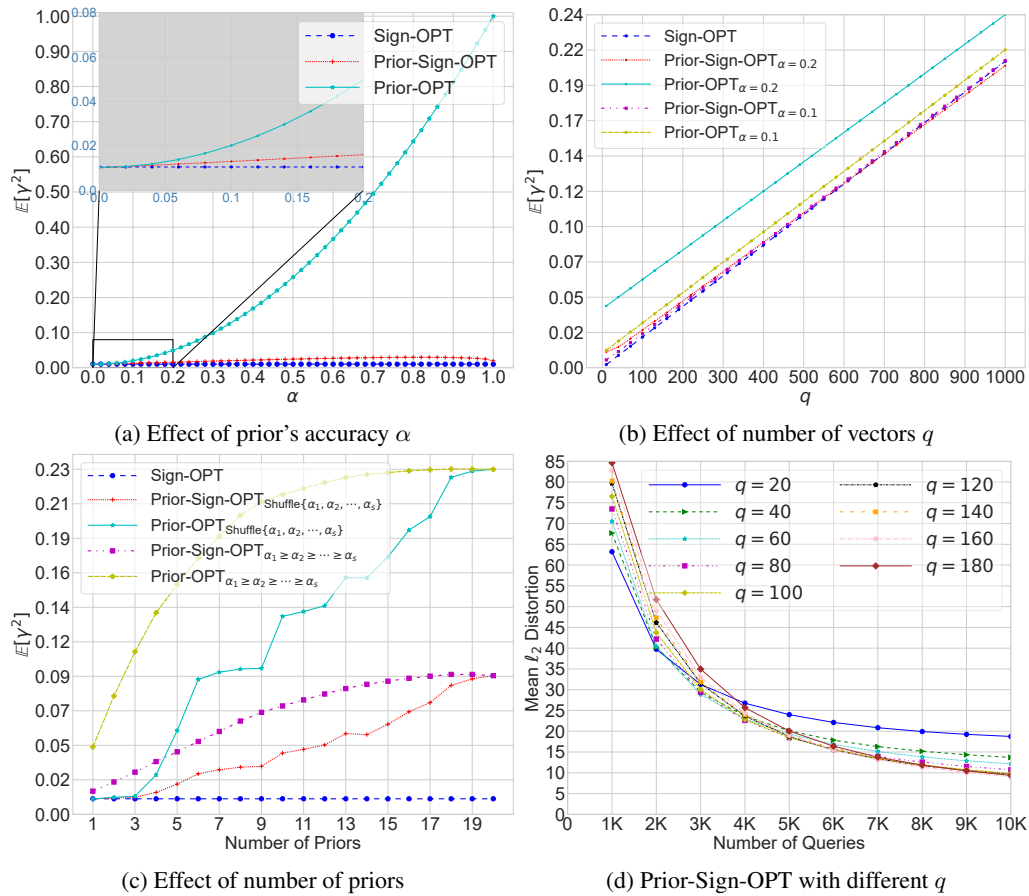 0.08
0.06
0.04
0.02
0.0
0.0 0.05 0.10 0.15 0.2
Sign-OPT
Prior-Sign-OPT
Prior-OPT
1.00
0.90
0.80
0.70
0.60
0.50
0.40
0.30
0.20
0.10
0.00
𝔼[γ²]
0.0 0.1 0.2 0.3 0.4 0.5 0.6 0.7 0.8 0.9 1.0
α
(a) Effect of prior's accuracy α
Sign-OPT
Prior-Sign-OPT α=0.2
Prior-OPT α=0.2
Prior-Sign-OPT α=0.1
Prior-OPT α=0.1
0.24
0.22
0.19
0.17
0.14
0.12
0.10
0.07
0.05
0.02
0.00
𝔼[γ²]
0 100 200 300 400 500 600 700 800 900 1000
q
(b) Effect of number of vectors q
Sign-OPT
Prior-Sign-OPT Shuffle{α₁, α₂, ⋯, αₛ}
Prior-OPT Shuffle{α₁, α₂, ⋯, αₛ}
Prior-Sign-OPT α₁ ≥ α₂ ≥ ⋯ ≥ αₛ
Prior-OPT α₁ ≥ α₂ ≥ ⋯ ≥ αₛ
0.23
0.21
0.18
0.16
0.14
0.12
0.09
0.07
0.05
0.02
0.00
𝔼[γ²]
1 3 5 7 9 11 13 15 17 19
Number of Priors
(c) Effect of number of priors
q = 20
q = 40
q = 60
q = 80
q = 100
q = 120
q = 140
q = 160
q = 180
85
80
75
70
65
60
55
50
45
40
35
30
25
20
15
10
5
0
Mean ℓ₂ Distortion
0 1K 2K 3K 4K 5K 6K 7K 8K 9K 10K
Number of Queries
(d) Prior-Sign-OPT with different q